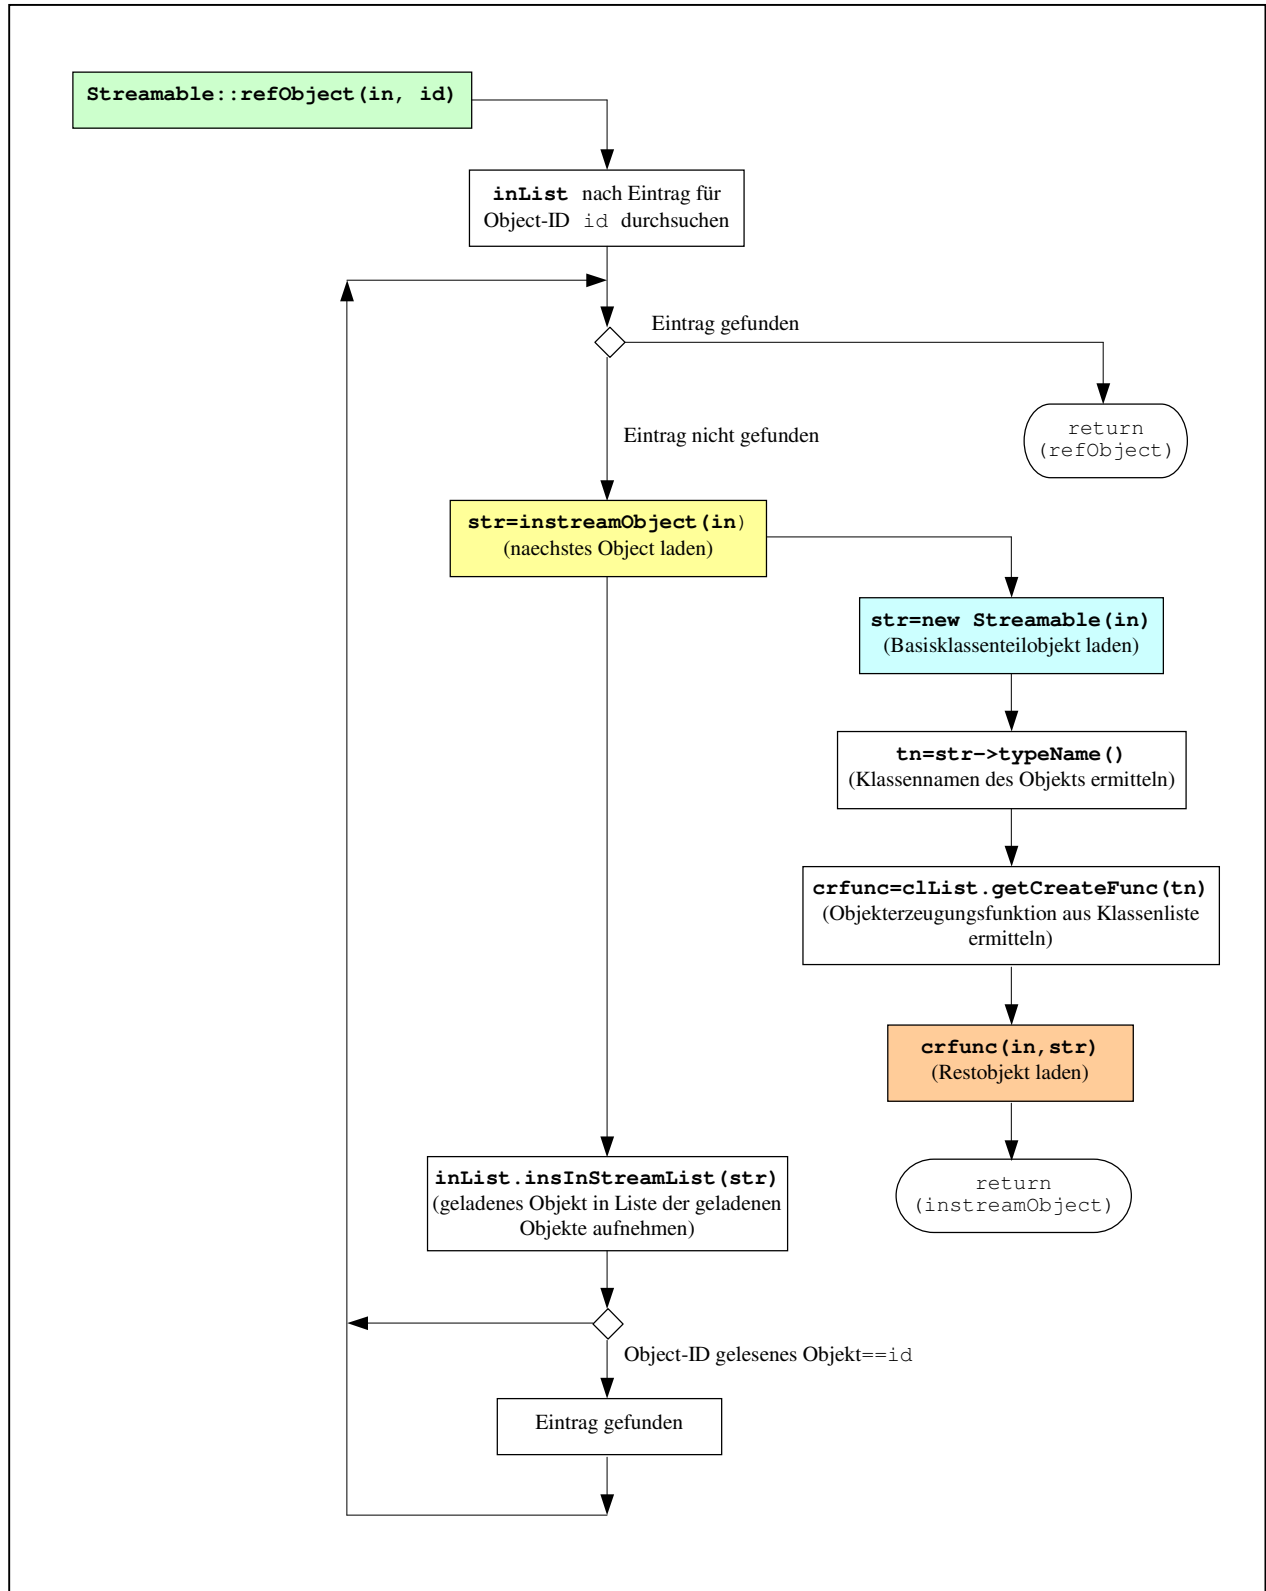 Streamable::refObject(in, id)
inList nach Eintrag für
Object-ID id durchsuchen
Eintrag gefunden
return
(refObject)
Eintrag nicht gefunden
str=instreamObject(in)
(naechstes Object laden)
str=new Streamable(in)
(Basisklassenteilobjekt laden)
tn=str->typeName()
(Klassennamen des Objekts ermitteln)
crfunc=clList.getCreateFunc(tn)
(Objekterzeugungsfunktion aus Klassenliste
ermitteln)
crfunc(in,str)
(Restobjekt laden)
return
(instreamObject)
inList.insInStreamList(str)
(geladenes Objekt in Liste der geladenen
Objekte aufnehmen)
Object-ID gelesenes Objekt==id
Eintrag gefunden